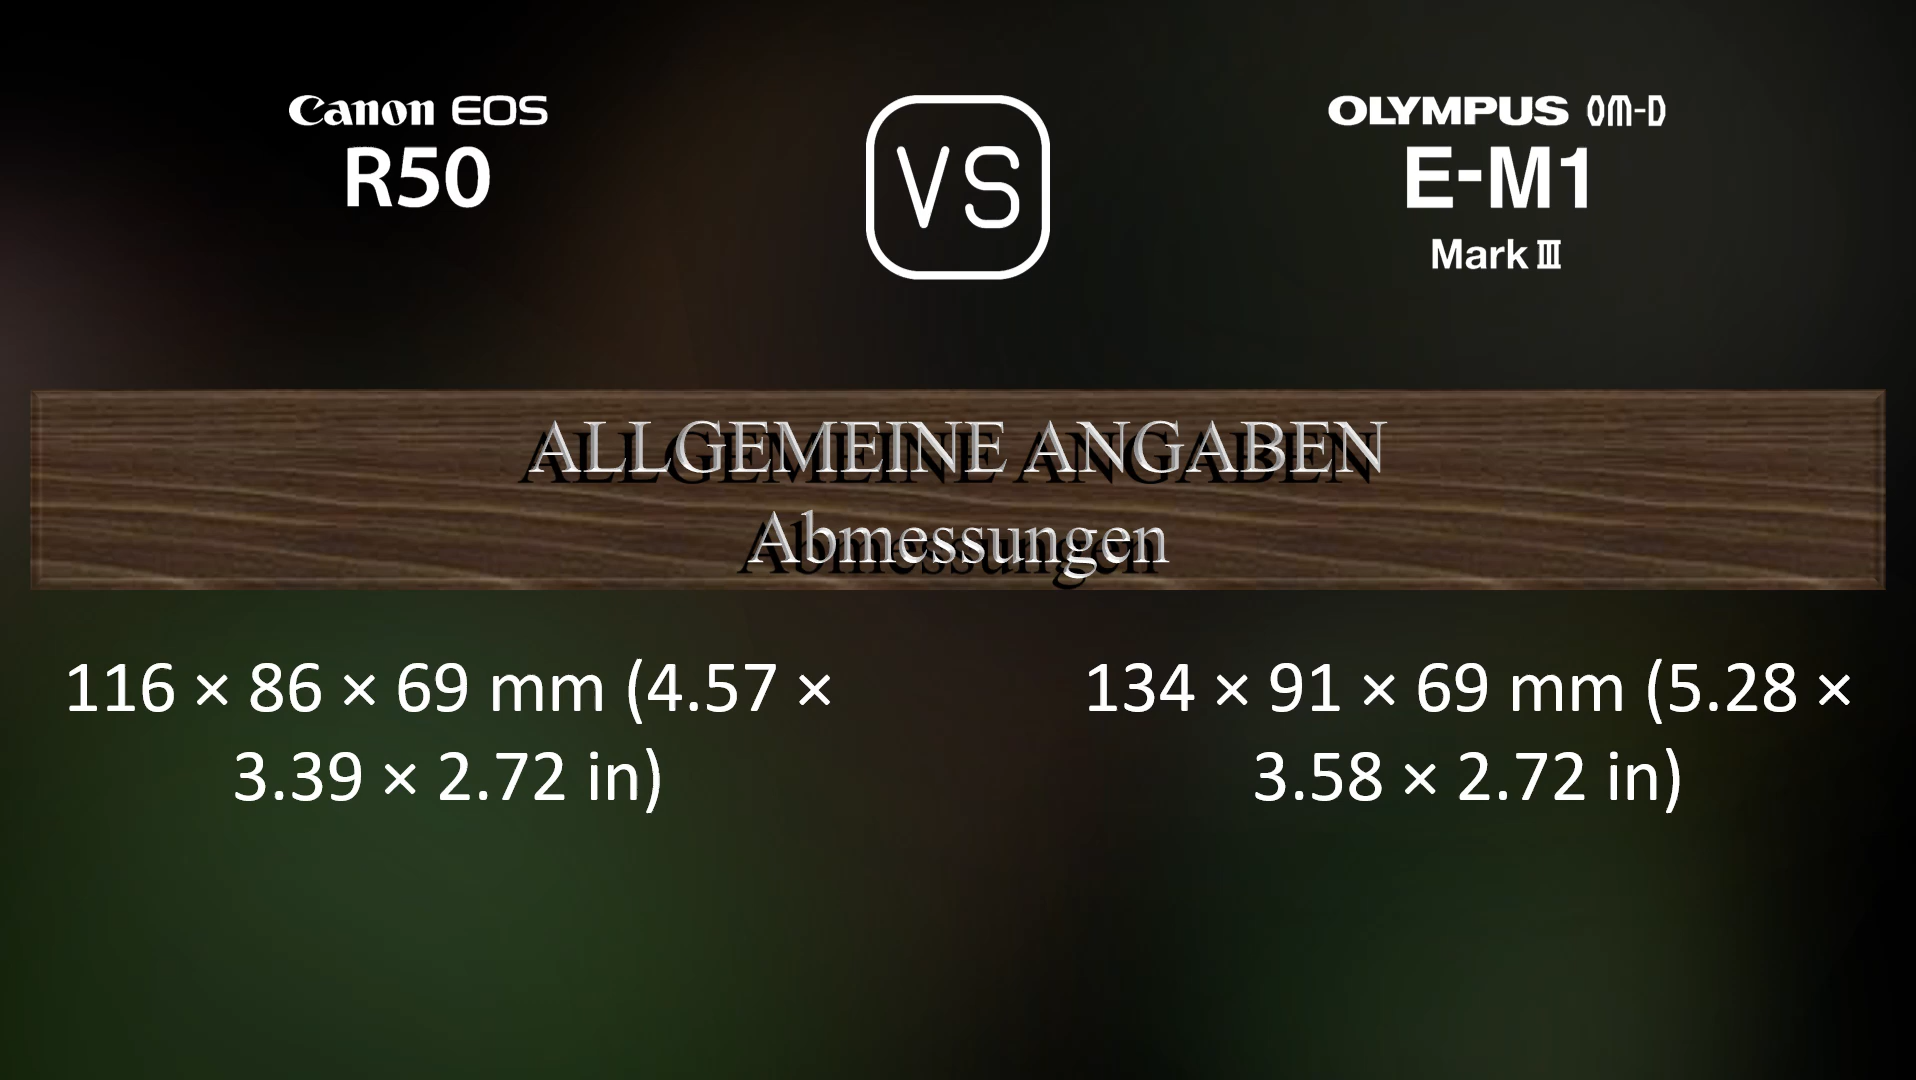 Canon EOS
R50
VS
OLYMPUS OM-D
E-M1
Mark III
ALLGEMEINE ANGABEN
Abmessungen
116 × 86 × 69 mm (4.57 ×
3.39 × 2.72 in)
134 × 91 × 69 mm (5.28 ×
3.58 × 2.72 in)